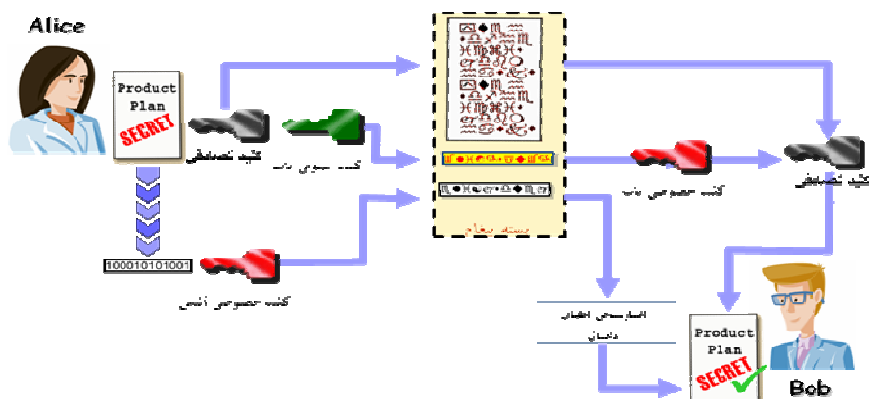 Alice
Product
Plan
SECRET
کلید تصادفی
کلید عمومی باب
100010101001
کلید خصوصی آلیس
بسته پیغام
کلید خصوصی باب
کلید تصادفی
Product
Plan
SECRET
Bob